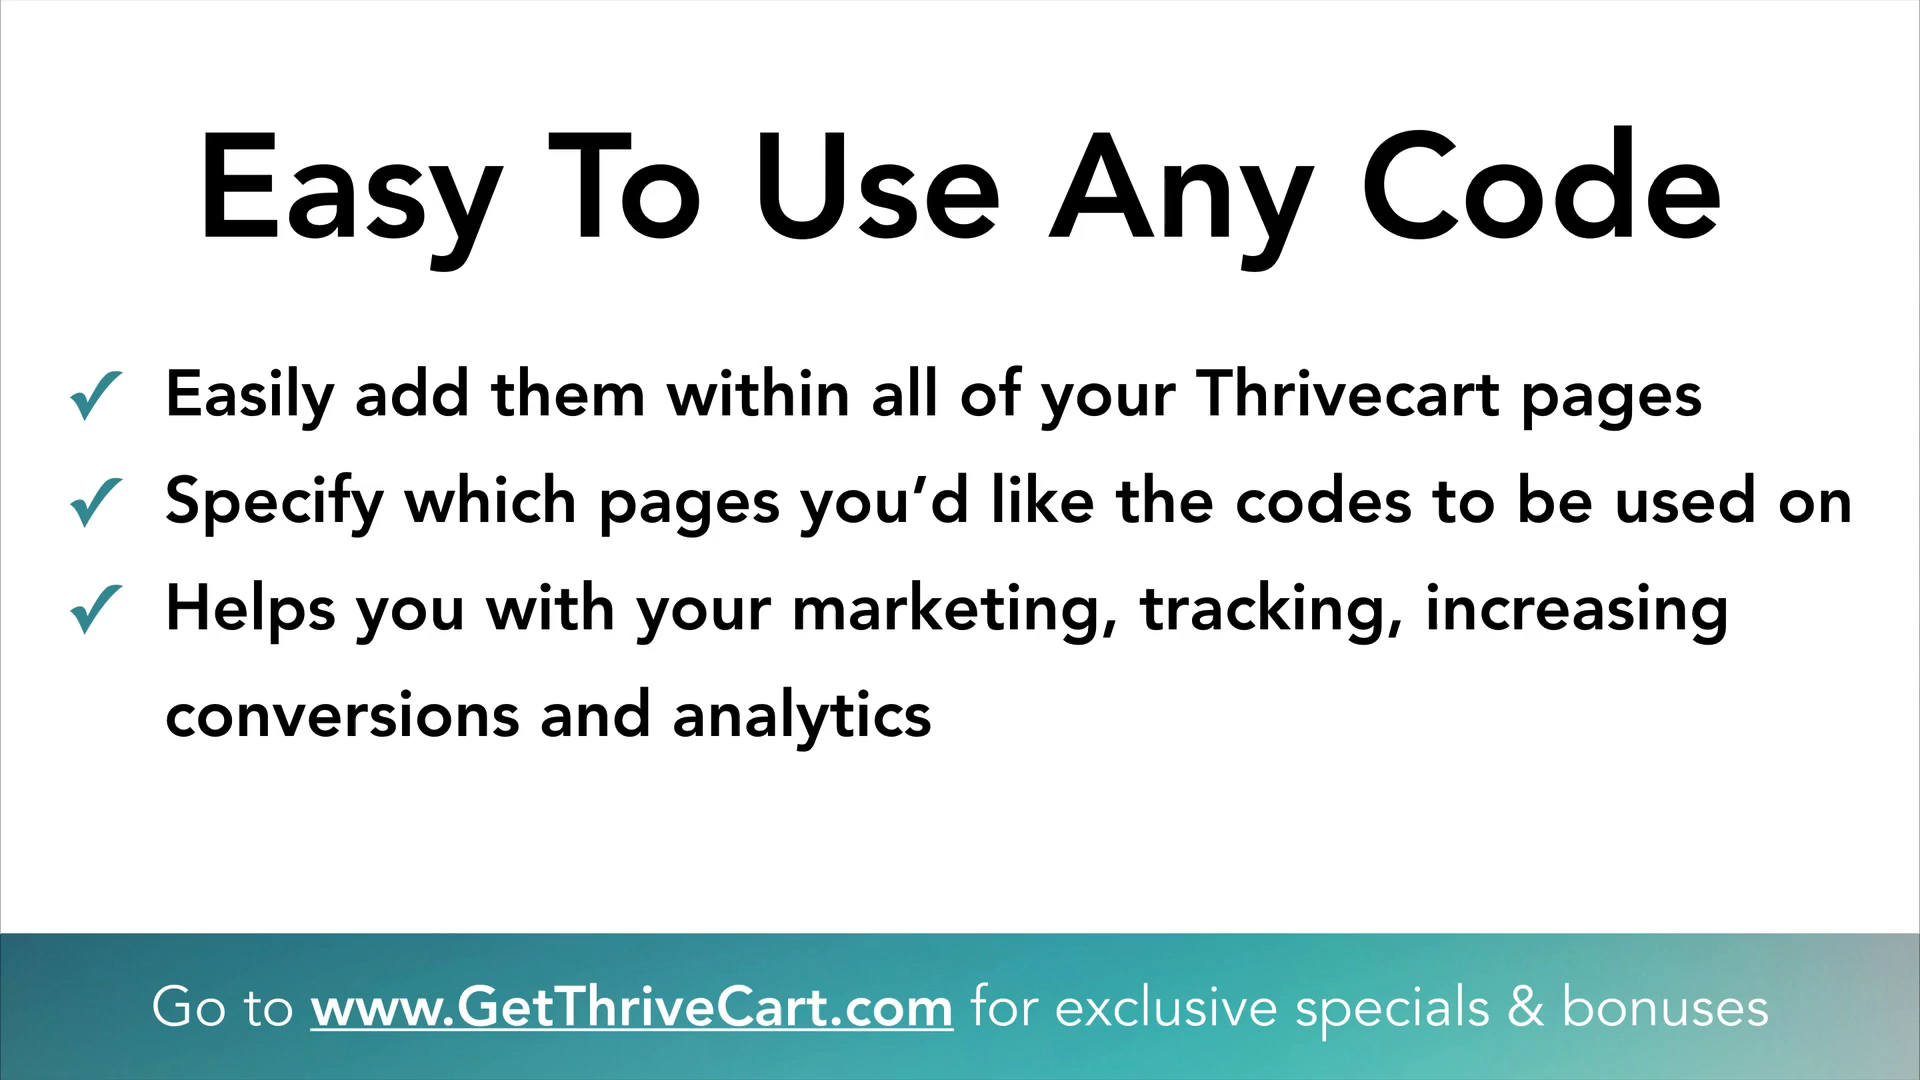 Easy To Use Any Code
✓ Easily add them within all of your Thrivecart pages
✓ Specify which pages you’d like the codes to be used on
✓ Helps you with your marketing, tracking, increasing
conversions and analytics
Go to www.GetThriveCart.com for exclusive specials & bonuses